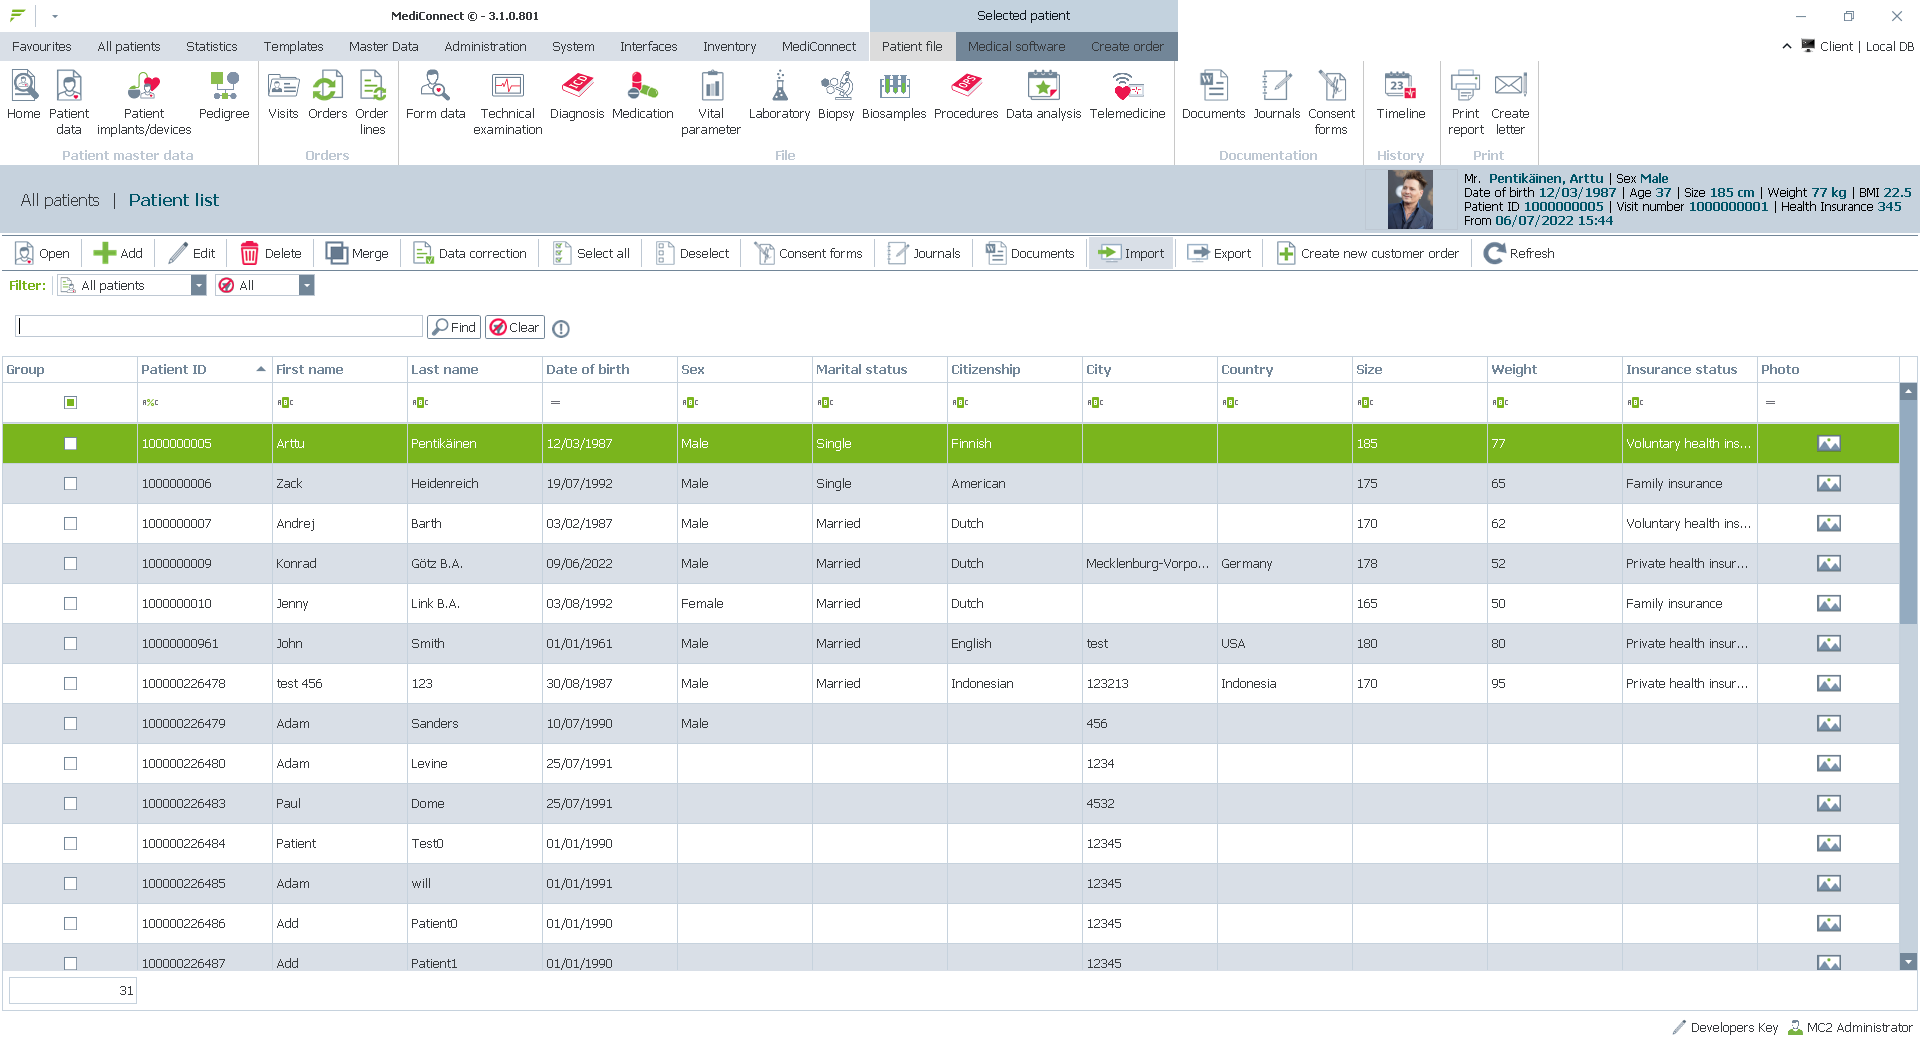 MediConnect © - 3.1.0.801
Selected patient
Favourites All patients Statistics Templates Master Data Administration System Interfaces Inventory MediConnect Patient file Medical software Create order Client | Local DB
Home Patient data Patient implants/devices Pedigree Visits Orders Order lines Form data Technical examination Diagnosis Medication Vital parameter Laboratory Biopsy Biosamples Procedures Data analysis Telemedicine Documents Journals Consent forms Timeline Print report Create letter
Patient master data Orders File Documentation History Print
All patients | Patient list
Mr. Pentikäinen, Arttu | Sex Male
Date of birth 12/03/1987 | Age 37 | Size 185 cm | Weight 77 kg | BMI 22.5
Patient ID 1000000005 | Visit number 1000000001 | Health Insurance 345
From 06/07/2022 15:44
Open Add Edit Delete Merge Data correction Select all Deselect Consent forms Journals Documents Import Export Create new customer order Refresh
Filter: All patients All
Find Clear
Group Patient ID First name Last name Date of birth Sex Marital status Citizenship City Country Size Weight Insurance status Photo
1000000005 Arttu Pentikäinen 12/03/1987 Male Single Finnish 185 77 Voluntary health ins...
1000000006 Zack Heidenreich 19/07/1992 Male Single American 175 65 Family insurance
1000000007 Andrej Barth 03/02/1987 Male Married Dutch 170 62 Voluntary health ins...
1000000009 Konrad Götz B.A. 09/06/2022 Male Married Dutch Mecklenburg-Vorpo... Germany 178 52 Private health insur...
1000000010 Jenny Link B.A. 03/08/1992 Female Married Dutch 165 50 Family insurance
10000000961 John Smith 01/01/1961 Male Married English test USA 180 80 Private health insur...
100000226478 test 456 123 30/08/1987 Male Married Indonesian 123213 Indonesia 170 95 Private health insur...
100000226479 Adam Sanders 10/07/1990 Male 456
100000226480 Adam Levine 25/07/1991 1234
100000226483 Paul Dome 25/07/1991 4532
100000226484 Patient Test0 01/01/1990 12345
100000226485 Adam will 01/01/1991 12345
100000226486 Add Patient0 01/01/1990 12345
100000226487 Add Patient1 01/01/1990 12345
31
Developers Key MC2 Administrator